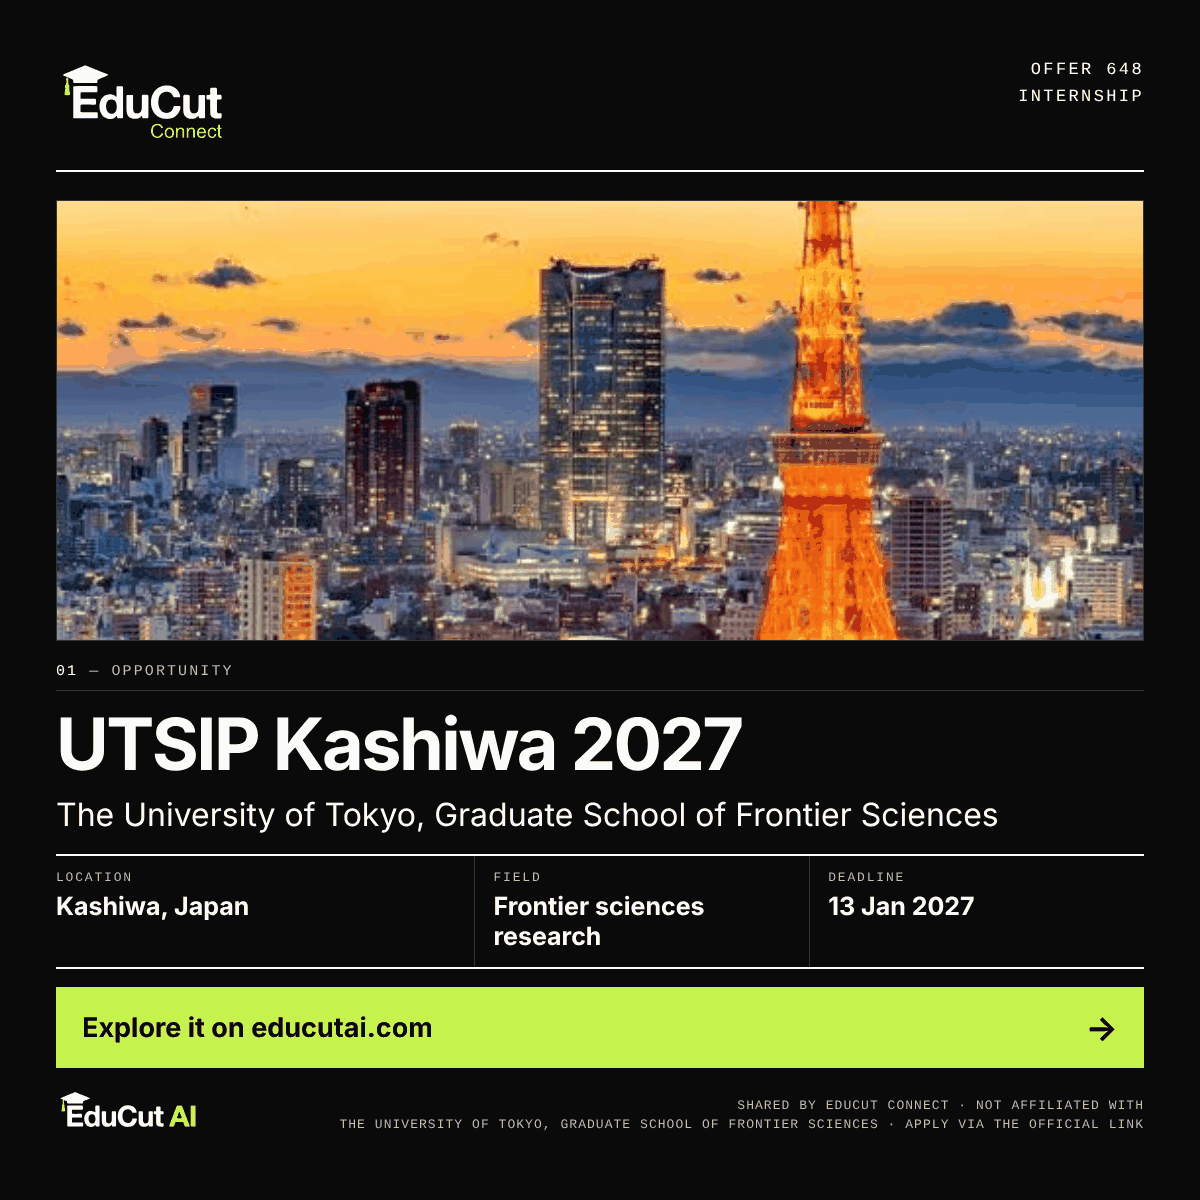 EduCut
Connect
OFFER 648
INTERNSHIP
01 — OPPORTUNITY
UTSIP Kashiwa 2027
The University of Tokyo, Graduate School of Frontier Sciences
LOCATION
Kashiwa, Japan
FIELD
Frontier sciences
research
DEADLINE
13 Jan 2027
Explore it on educutai.com →
EduCut AI
SHARED BY EDUCUT CONNECT · NOT AFFILIATED WITH
THE UNIVERSITY OF TOKYO, GRADUATE SCHOOL OF FRONTIER SCIENCES · APPLY VIA THE OFFICIAL LINK